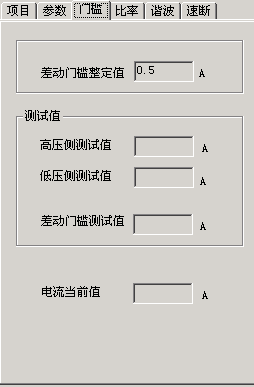 项目 参数 门槛 比率 谐波 速断
差动门槛整定值 0.5 A
测试值
高压侧测试值 A
低压侧测试值 A
差动门槛测试值 A
电流当前值 A